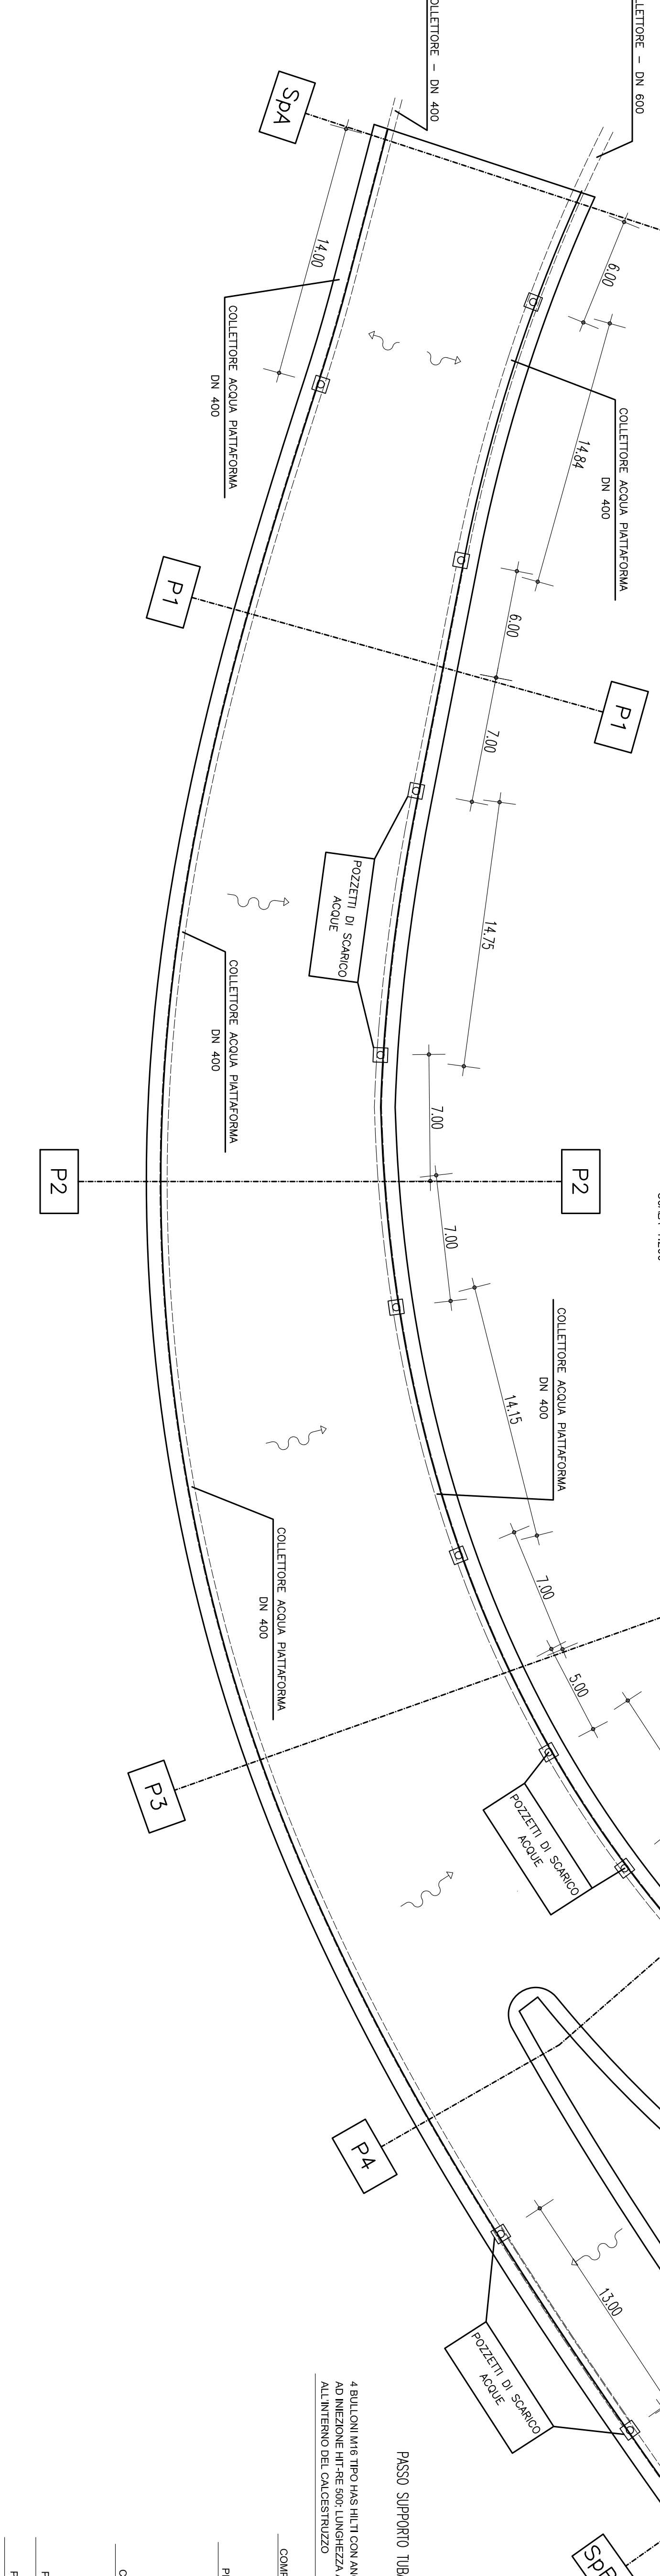 COLLETTORE - DN 400
COLLETTORE - DN 600
SpA
14.00
6.00
COLLETTORE ACQUA PIATTAFORMA
DN 400
COLLETTORE ACQUA PIATTAFORMA
DN 400
14.84
P1
6.00
P1
7.00
POZZETTI DI SCARICO
ACQUE
14.75
COLLETTORE ACQUA PIATTAFORMA
DN 400
7.00
P2
P2
7.00
COLLETTORE ACQUA PIATTAFORMA
DN 400
14.15
COLLETTORE ACQUA PIATTAFORMA
DN 400
7.00
5.00
P3
POZZETTI DI SCARICO
ACQUE
P4
13.00
POZZETTI DI SCARICO
ACQUE
PASSO SUPPORTO TUB
4 BULLONI M16 TIPO HAS HILTI CON AN
AD INIEZIONE HIT-RE 500; LUNGHEZZA
ALL'INTERNO DEL CALCESTRUZZO
COMP
SpB